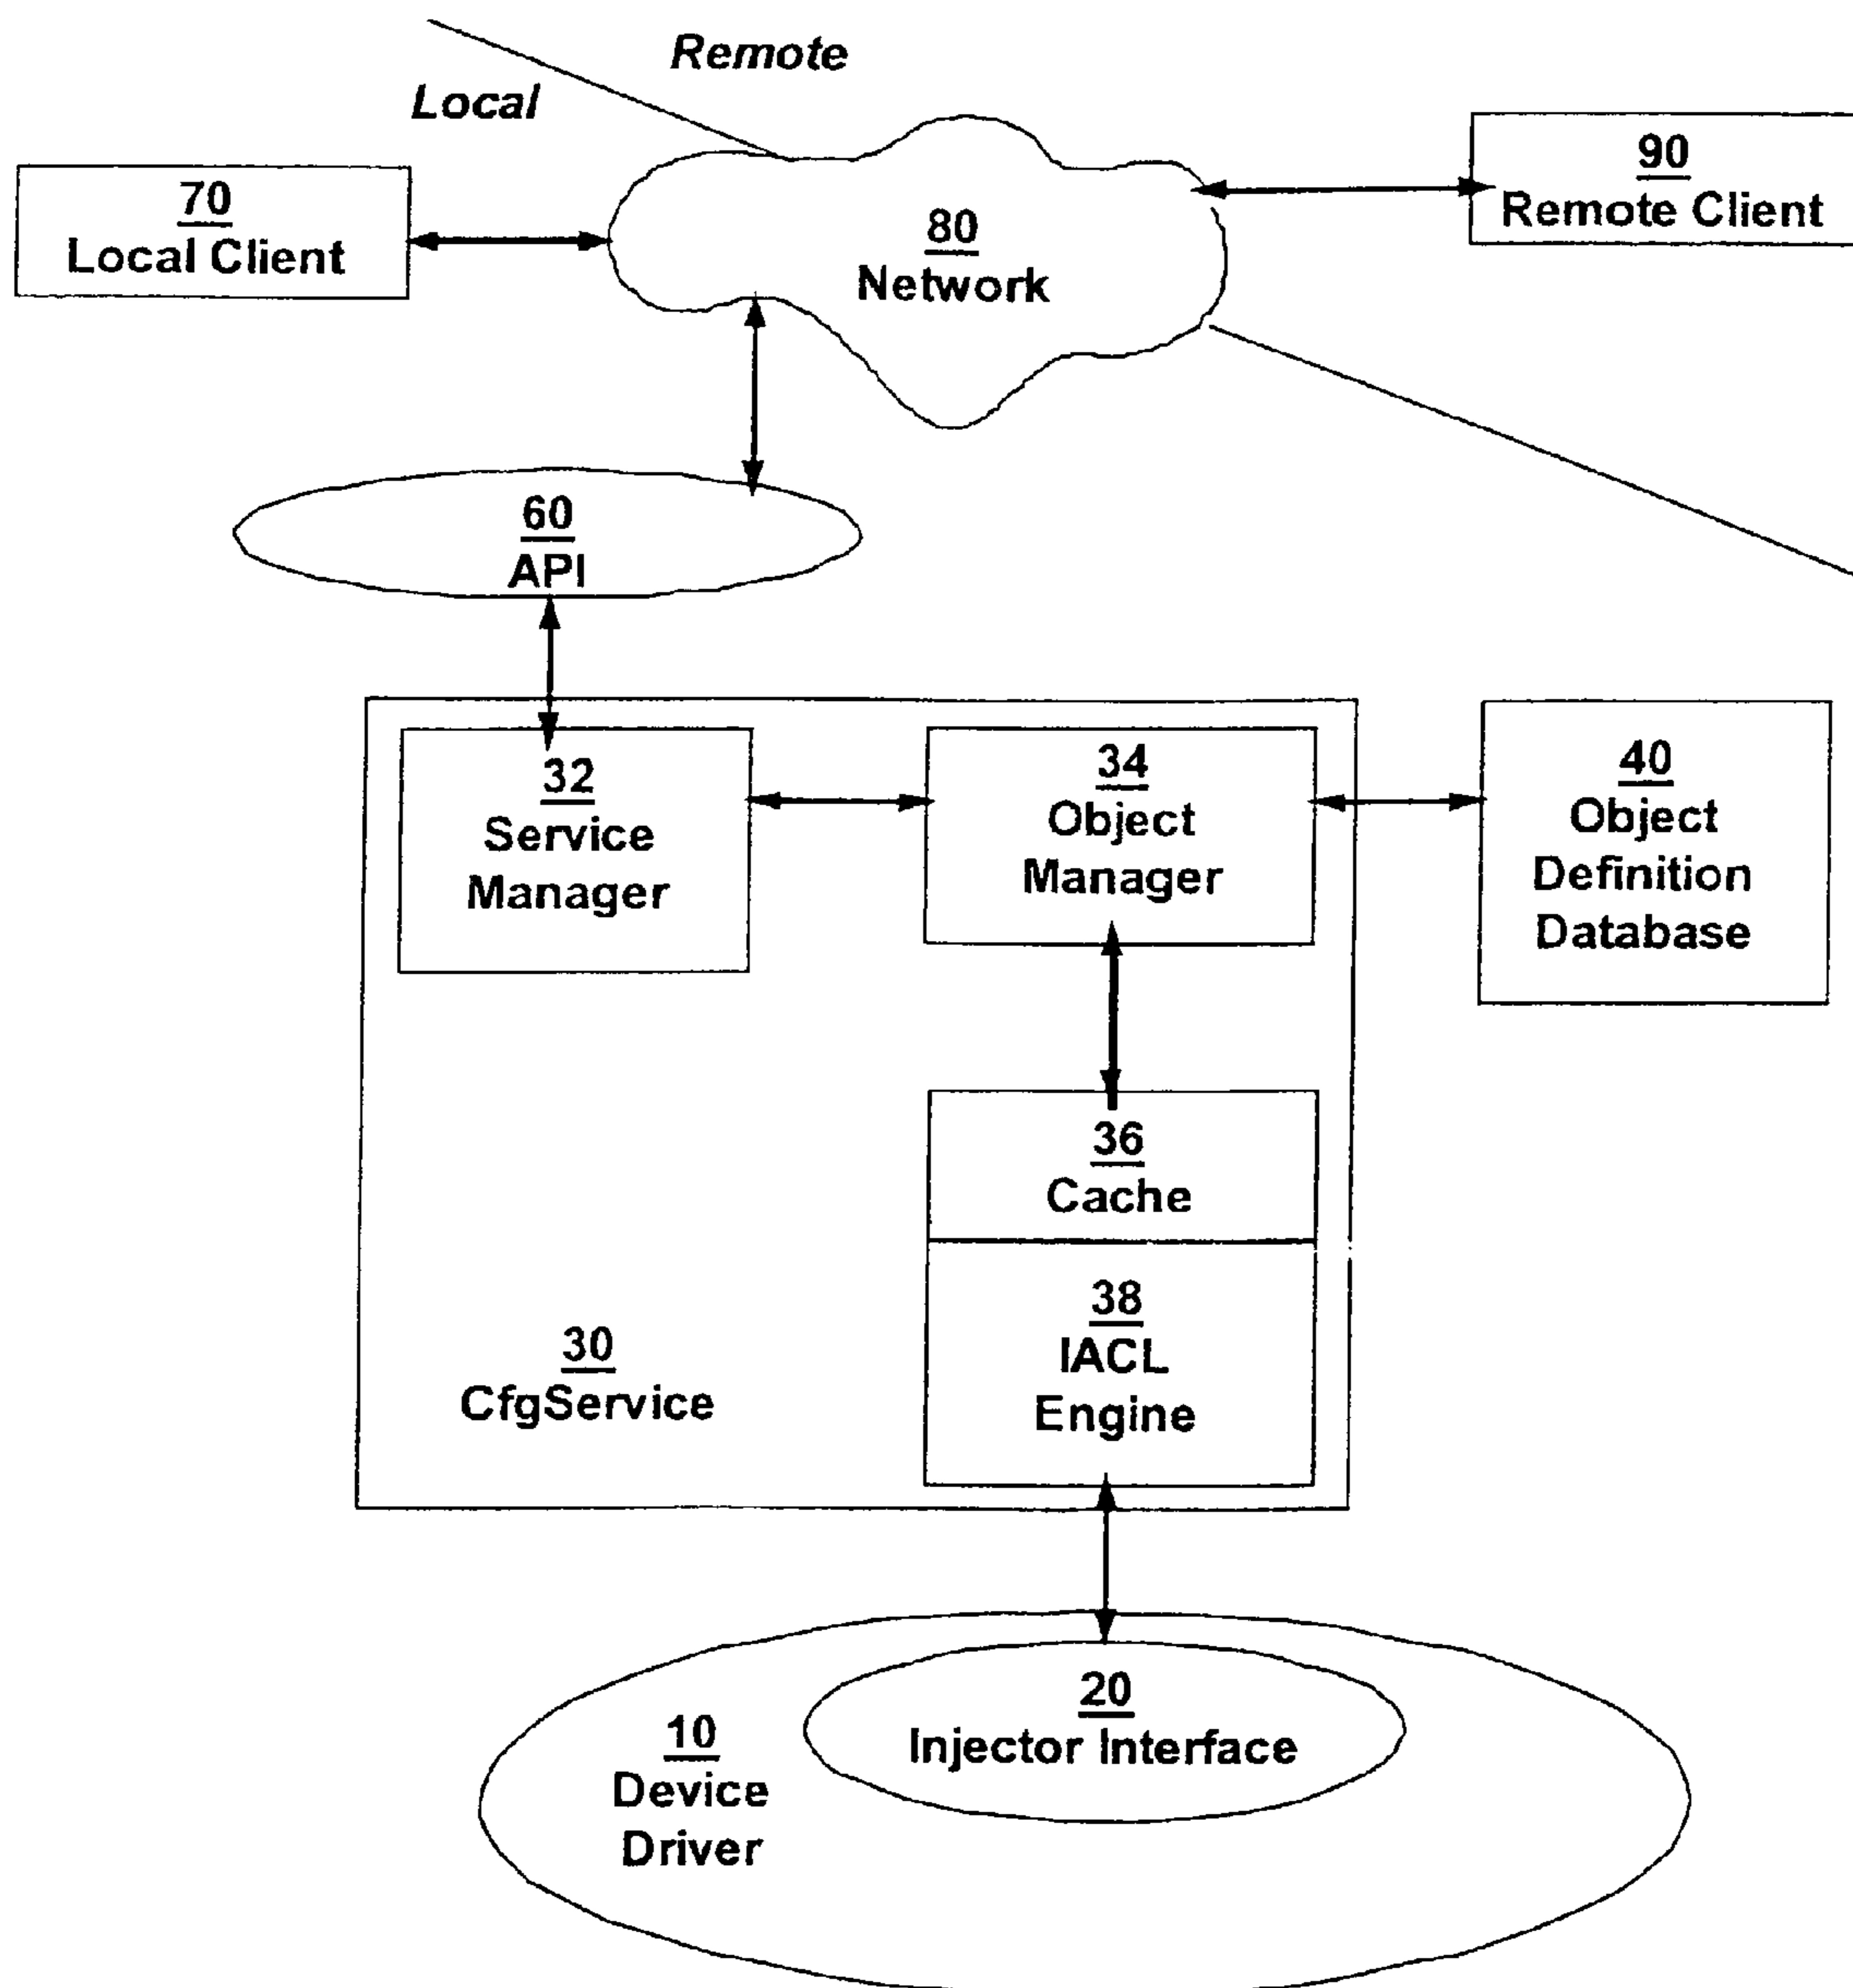 Remote
Local
70
Local Client
80
Network
90
Remote Client
60
API
32
Service
Manager
34
Object
Manager
40
Object
Definition
Database
36
Cache
38
IACL
Engine
30
CfgService
20
Injector Interface
10
Device
Driver